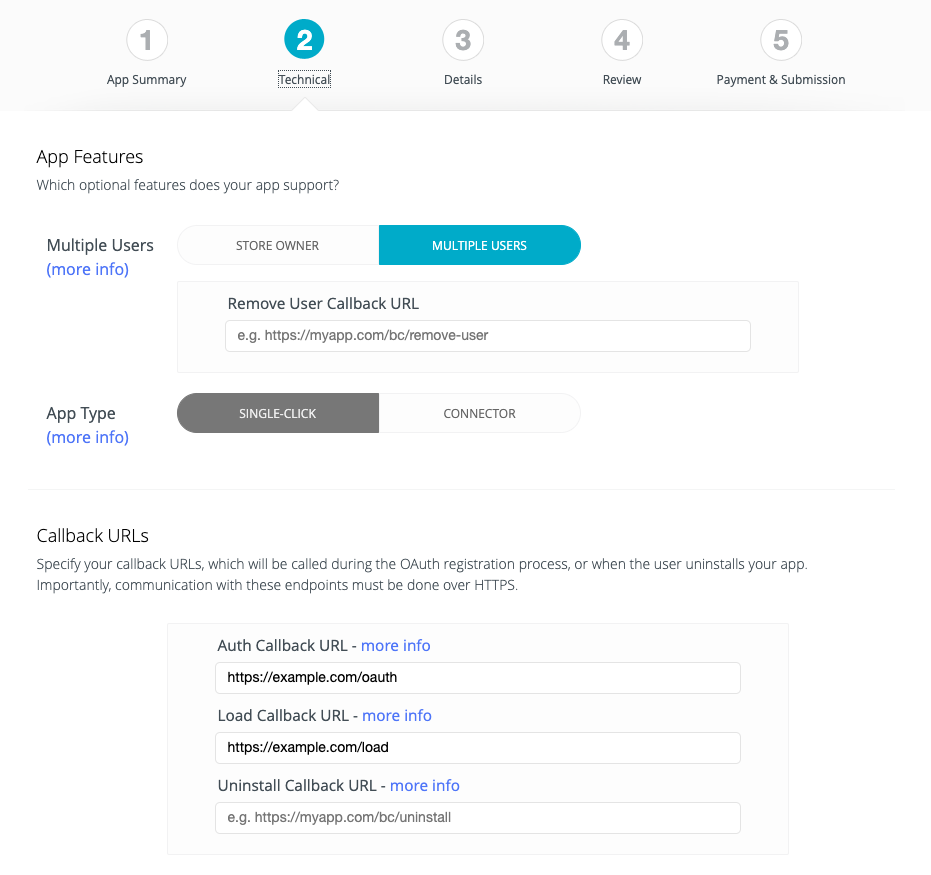 1 2 3 4 5
App Summary Technical Details Review Payment & Submission
App Features
Which optional features does your app support?
Multiple Users STORE OWNER MULTIPLE USERS
(more info)
Remove User Callback URL
e.g. https://myapp.com/bc/remove-user
App Type SINGLE-CLICK CONNECTOR
(more info)
Callback URLs
Specify your callback URLs, which will be called during the OAuth registration process, or when the user uninstalls your app.
Importantly, communication with these endpoints must be done over HTTPS.
Auth Callback URL - more info
https://example.com/oauth
Load Callback URL - more info
https://example.com/load
Uninstall Callback URL - more info
e.g. https://myapp.com/bc/uninstall